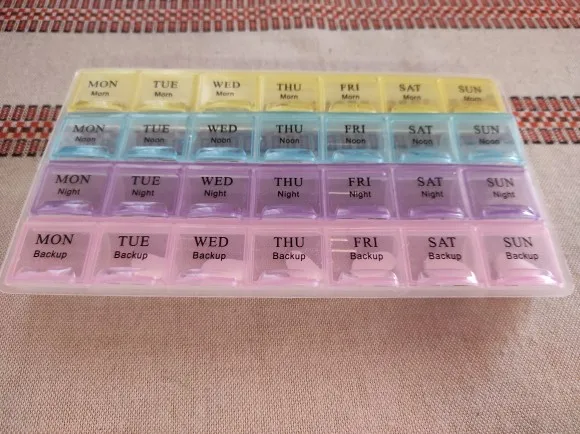 MON TUE WED THU FRI SAT SUN
Morn Morn Morn Morn Morn Morn Morn
MON TUE WED THU FRI SAT SUN
Noon Noon Noon Noon Noon Noon Noon
MON TUE WED THU FRI SAT SUN
Night Night Night Night Night Night Night
MON TUE WED THU FRI SAT SUN
Backup Backup Backup Backup Backup Backup Backup